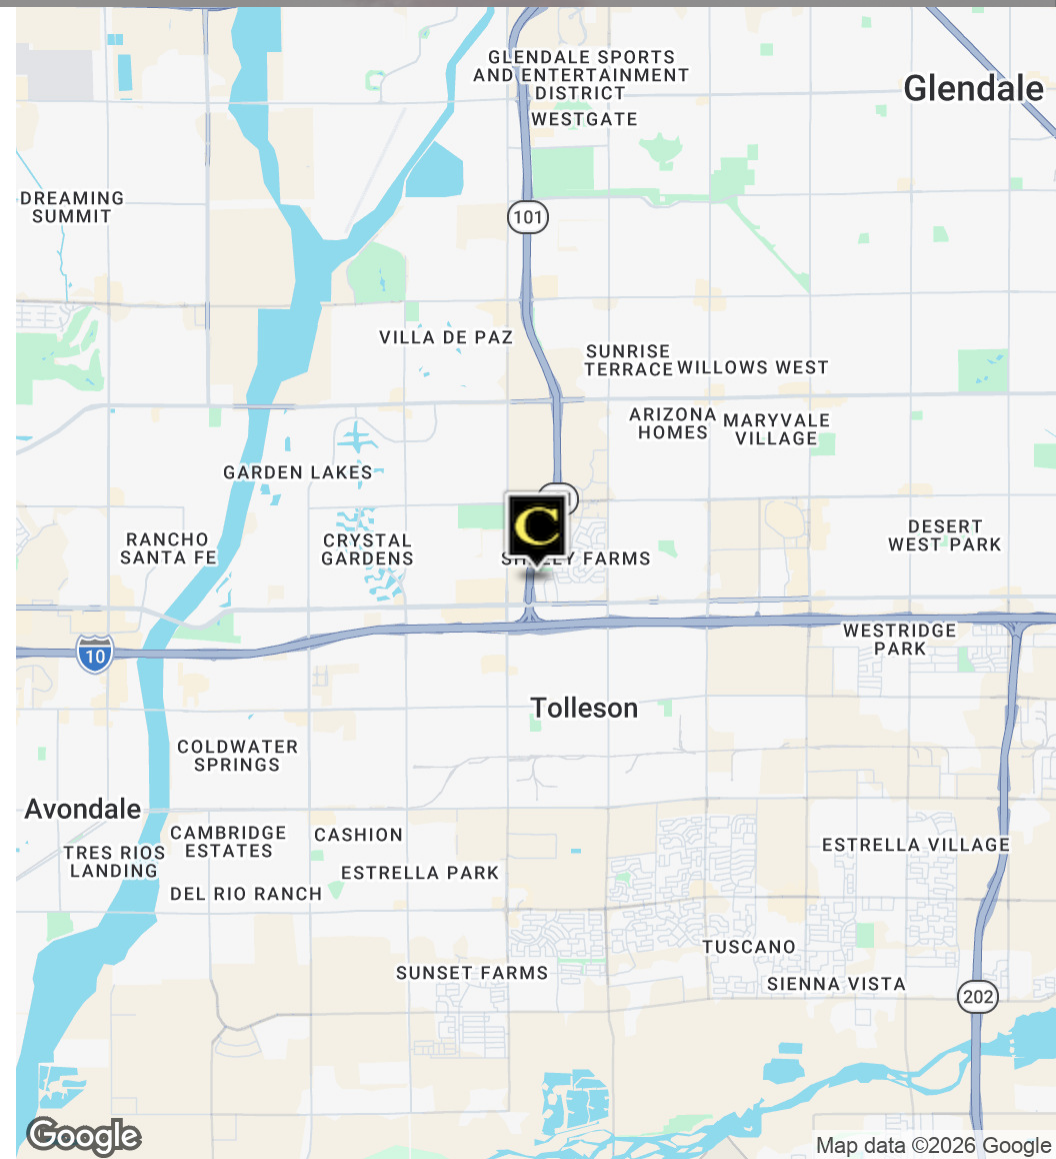 GLENDALE SPORTS
AND ENTERTAINMENT
DISTRICT
Glendale
WESTGATE
DREAMING
SUMMIT
101
VILLA DE PAZ
SUNRISE
TERRACE
WILLOWS WEST
ARIZONA
HOMES
MARYVALE
VILLAGE
GARDEN LAKES
C
RANCHO
SANTA FE
CRYSTAL
GARDENS
DESERT
WEST PARK
FARMS
10
WESTRIDGE
PARK
Tolleson
COLDWATER
SPRINGS
Avondale
CAMBRIDGE
ESTATES
CASHION
TRES RIOS
LANDING
ESTRELLA VILLAGE
ESTRELLA PARK
DEL RIO RANCH
TUSCANO
SUNSET FARMS
SIENNA VISTA
202
Google
Map data ©2026 Google